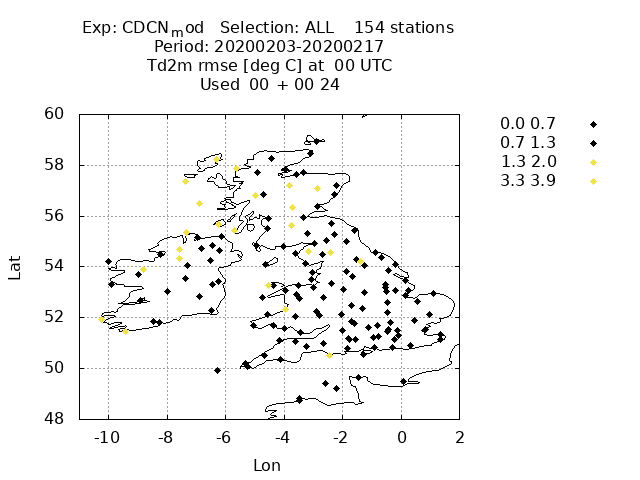 Exp: CDCNmod   Selection: ALL    154 stations
Period: 20200203-20200217
Td2m rmse [deg C] at  00 UTC
Used  00 + 00 24
60
58
56
54
52
50
48
Lat
-10 -8 -6 -4 -2 0 2
Lon
0.0 0.7
0.7 1.3
1.3 2.0
3.3 3.9